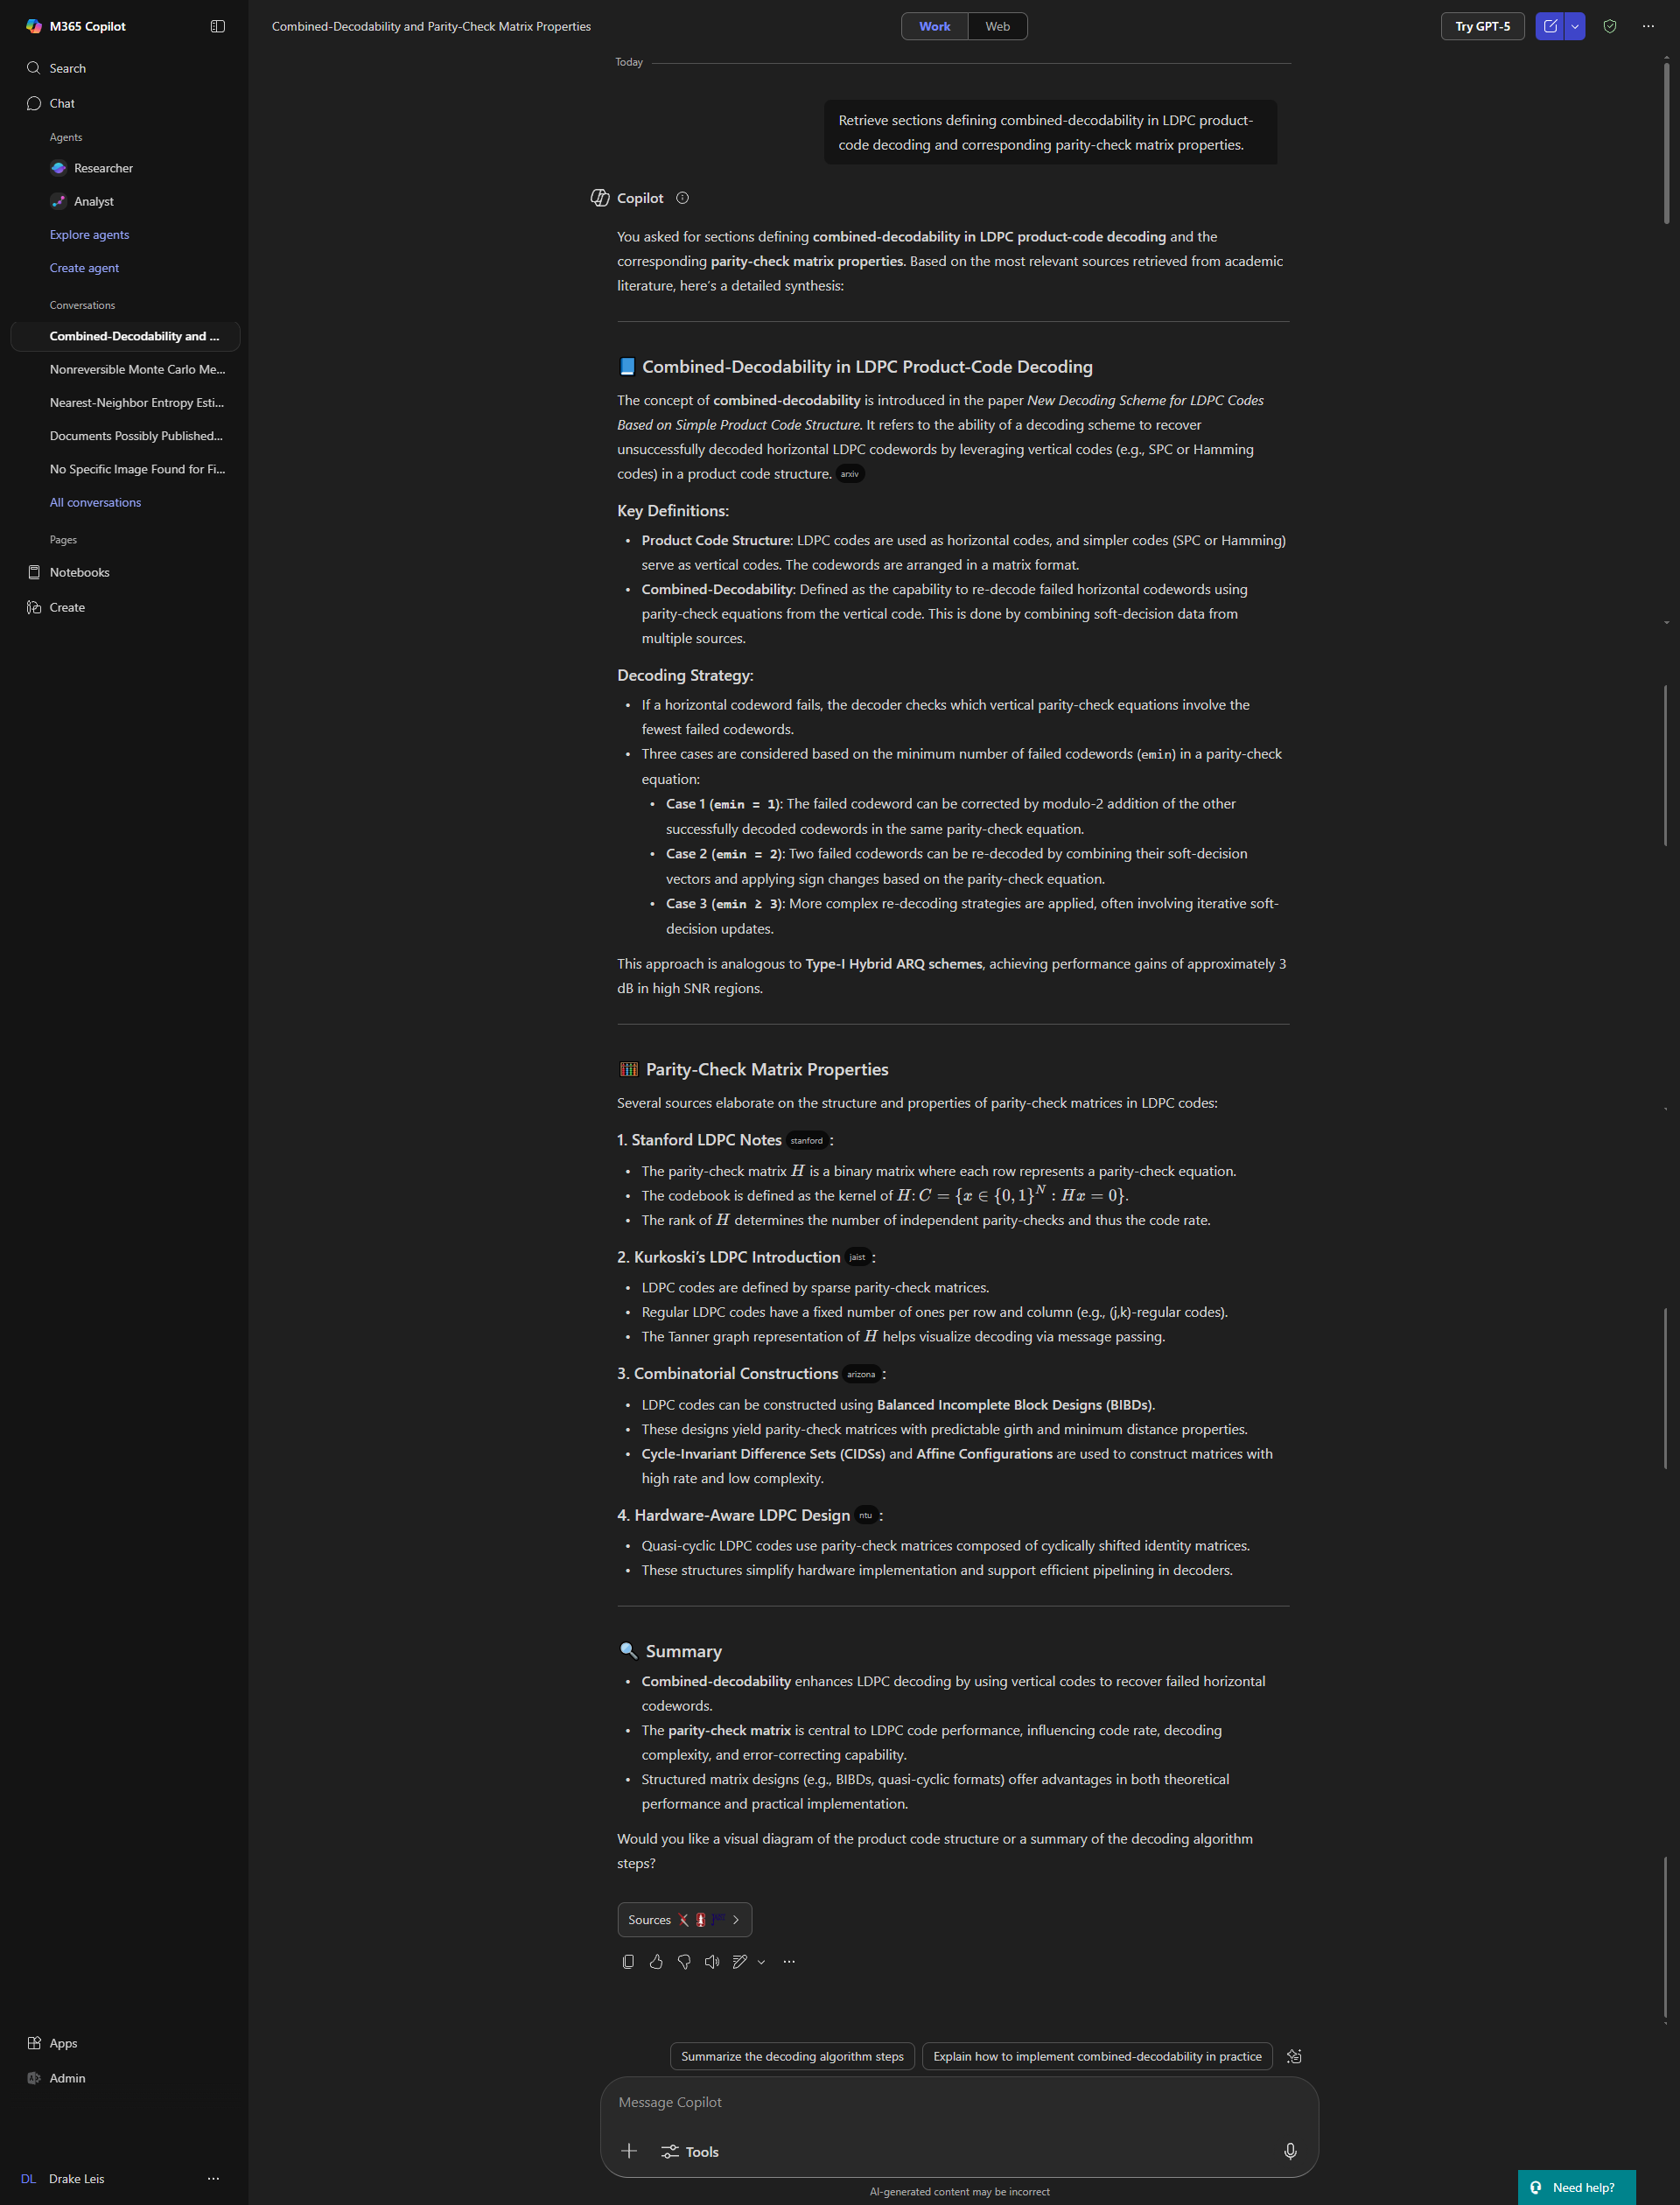 M365 Copilot
Search
Chat
Agents
Researcher
Analyst
Explore agents
Create agent
Conversations
Combined-Decodability and ...
Nonreversible Monte Carlo Me...
Nearest-Neighbor Entropy Esti...
Documents Possibly Published...
No Specific Image Found for Fi...
All conversations
Pages
Notebooks
Create
Apps
Admin
DL Drake Leis
Combined-Decodability and Parity-Check Matrix Properties
Work Web
Try GPT-5
Today
Retrieve sections defining combined-decodability in LDPC product-
code decoding and corresponding parity-check matrix properties.
Copilot
You asked for sections defining combined-decodability in LDPC product-code decoding and the
corresponding parity-check matrix properties. Based on the most relevant sources retrieved from academic
literature, here's a detailed synthesis:
Combined-Decodability in LDPC Product-Code Decoding
The concept of combined-decodability is introduced in the paper New Decoding Scheme for LDPC Codes
Based on Simple Product Code Structure. It refers to the ability of a decoding scheme to recover
unsuccessfully decoded horizontal LDPC codewords by leveraging vertical codes (e.g., SPC or Hamming
codes) in a product code structure. arxiv
Key Definitions:
• Product Code Structure: LDPC codes are used as horizontal codes, and simpler codes (SPC or Hamming)
serve as vertical codes. The codewords are arranged in a matrix format.
• Combined-Decodability: Defined as the capability to re-decode failed horizontal codewords using
parity-check equations from the vertical code. This is done by combining soft-decision data from
multiple sources.
Decoding Strategy:
• If a horizontal codeword fails, the decoder checks which vertical parity-check equations involve the
fewest failed codewords.
• Three cases are considered based on the minimum number of failed codewords (emin) in a parity-check
equation:
• Case 1 (emin = 1): The failed codeword can be corrected by modulo-2 addition of the other
successfully decoded codewords in the same parity-check equation.
• Case 2 (emin = 2): Two failed codewords can be re-decoded by combining their soft-decision
vectors and applying sign changes based on the parity-check equation.
• Case 3 (emin ≥ 3): More complex re-decoding strategies are applied, often involving iterative soft-
decision updates.
This approach is analogous to Type-I Hybrid ARQ schemes, achieving performance gains of approximately 3
dB in high SNR regions.
Parity-Check Matrix Properties
Several sources elaborate on the structure and properties of parity-check matrices in LDPC codes:
1. Stanford LDPC Notes stanford :
• The parity-check matrix H is a binary matrix where each row represents a parity-check equation.
• The codebook is defined as the kernel of H: C = {x ∈ {0, 1}^N : Hx = 0}.
• The rank of H determines the number of independent parity-checks and thus the code rate.
2. Kurkoski's LDPC Introduction jaist :
• LDPC codes are defined by sparse parity-check matrices.
• Regular LDPC codes have a fixed number of ones per row and column (e.g., (j,k)-regular codes).
• The Tanner graph representation of H helps visualize decoding via message passing.
3. Combinatorial Constructions arizona :
• LDPC codes can be constructed using Balanced Incomplete Block Designs (BIBDs).
• These designs yield parity-check matrices with predictable girth and minimum distance properties.
• Cycle-Invariant Difference Sets (CIDSs) and Affine Configurations are used to construct matrices with
high rate and low complexity.
4. Hardware-Aware LDPC Design ntu :
• Quasi-cyclic LDPC codes use parity-check matrices composed of cyclically shifted identity matrices.
• These structures simplify hardware implementation and support efficient pipelining in decoders.
Summary
• Combined-decodability enhances LDPC decoding by using vertical codes to recover failed horizontal
codewords.
• The parity-check matrix is central to LDPC code performance, influencing code rate, decoding
complexity, and error-correcting capability.
• Structured matrix designs (e.g., BIBDs, quasi-cyclic formats) offer advantages in both theoretical
performance and practical implementation.
Would you like a visual diagram of the product code structure or a summary of the decoding algorithm
steps?
Sources
Summarize the decoding algorithm steps
Explain how to implement combined-decodability in practice
Message Copilot
Tools
AI-generated content may be incorrect
Need help?